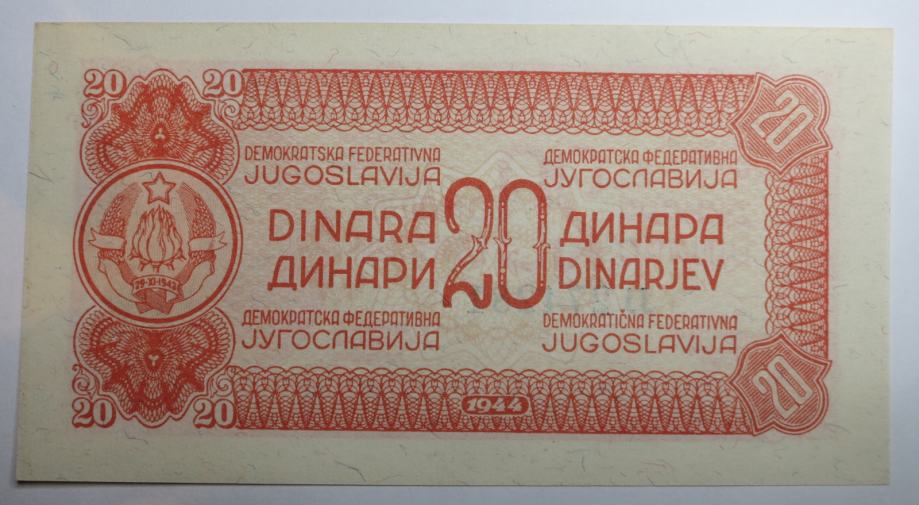 20 20
20
DEMOKRATSKA FEDERATIVNA
JUGOSLAVIJA
ДЕМОКРАТСКА ФЕДЕРАТИВНА
ЈУГОСЛАВИЈА
DINARA
ДИНАРИ
20
ДИНАРА
DINARJEV
29·XI·1943
ДЕМОКРАТСКА ФЕДЕРАТИВНА
ЈУГОСЛАВИЈА
DEMOKRATIČNA FEDERATIVNA
JUGOSLAVIJA
20 20
1944
20